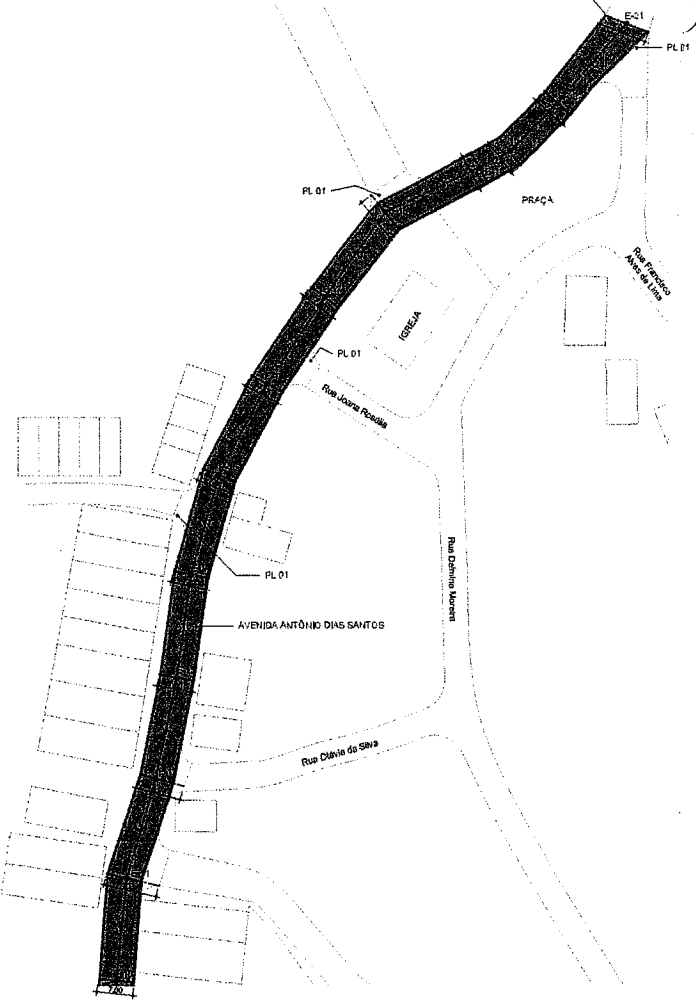 E-01
PL 01
PL 01
PRAÇA
Rua Francisco
Alves de Lima
IGREJA
PL 01
Rua Joana Rosália
Rua Delmina Moreira
PL 01
AVENIDA ANTÔNIO DIAS SANTOS
Rua Otávio da Silva
7,00